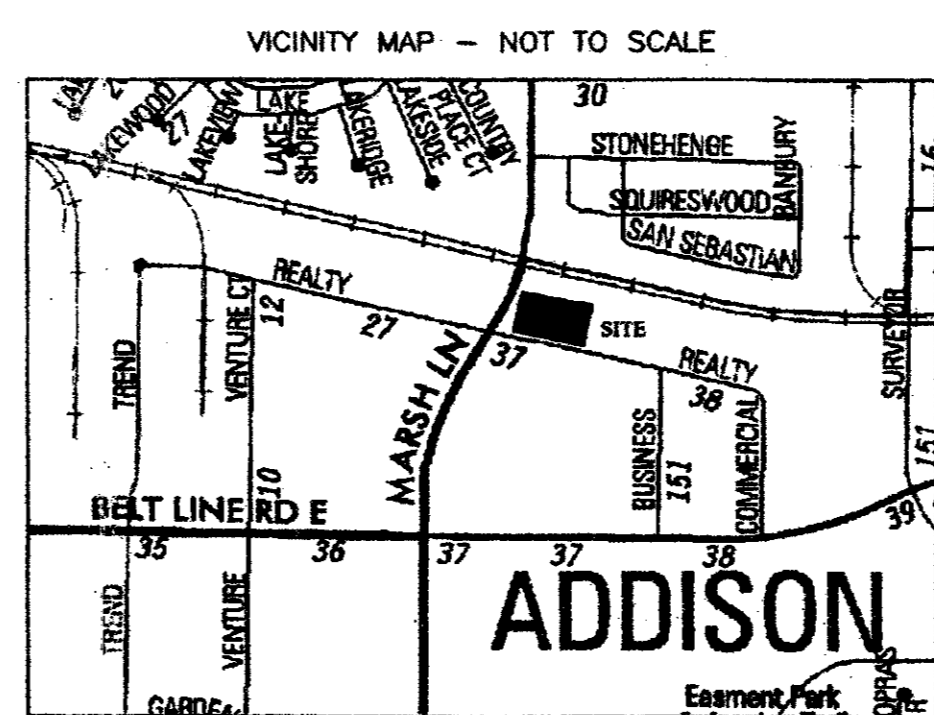 VICINITY MAP – NOT TO SCALE
LAKEWOOD
27
LAKEVIEW
LAKE
LAKE-
SHORE
LAKERIDGE
LAKESIDE
COUNTRY
PLACE CT
30
STONEHENGE
BANBURY
SQUIRESWOOD
SAN SEBASTIAN
16
REALTY
27
12
VENTURE CT
TREND
MARSH LN
37
SITE
REALTY
38
SURVEYOR
BUSINESS
151
COMMERCIAL
151
10
BELT LINE RD E
35
36
37
37
38
39
TREND
VENTURE
ADDISON
Easment Park